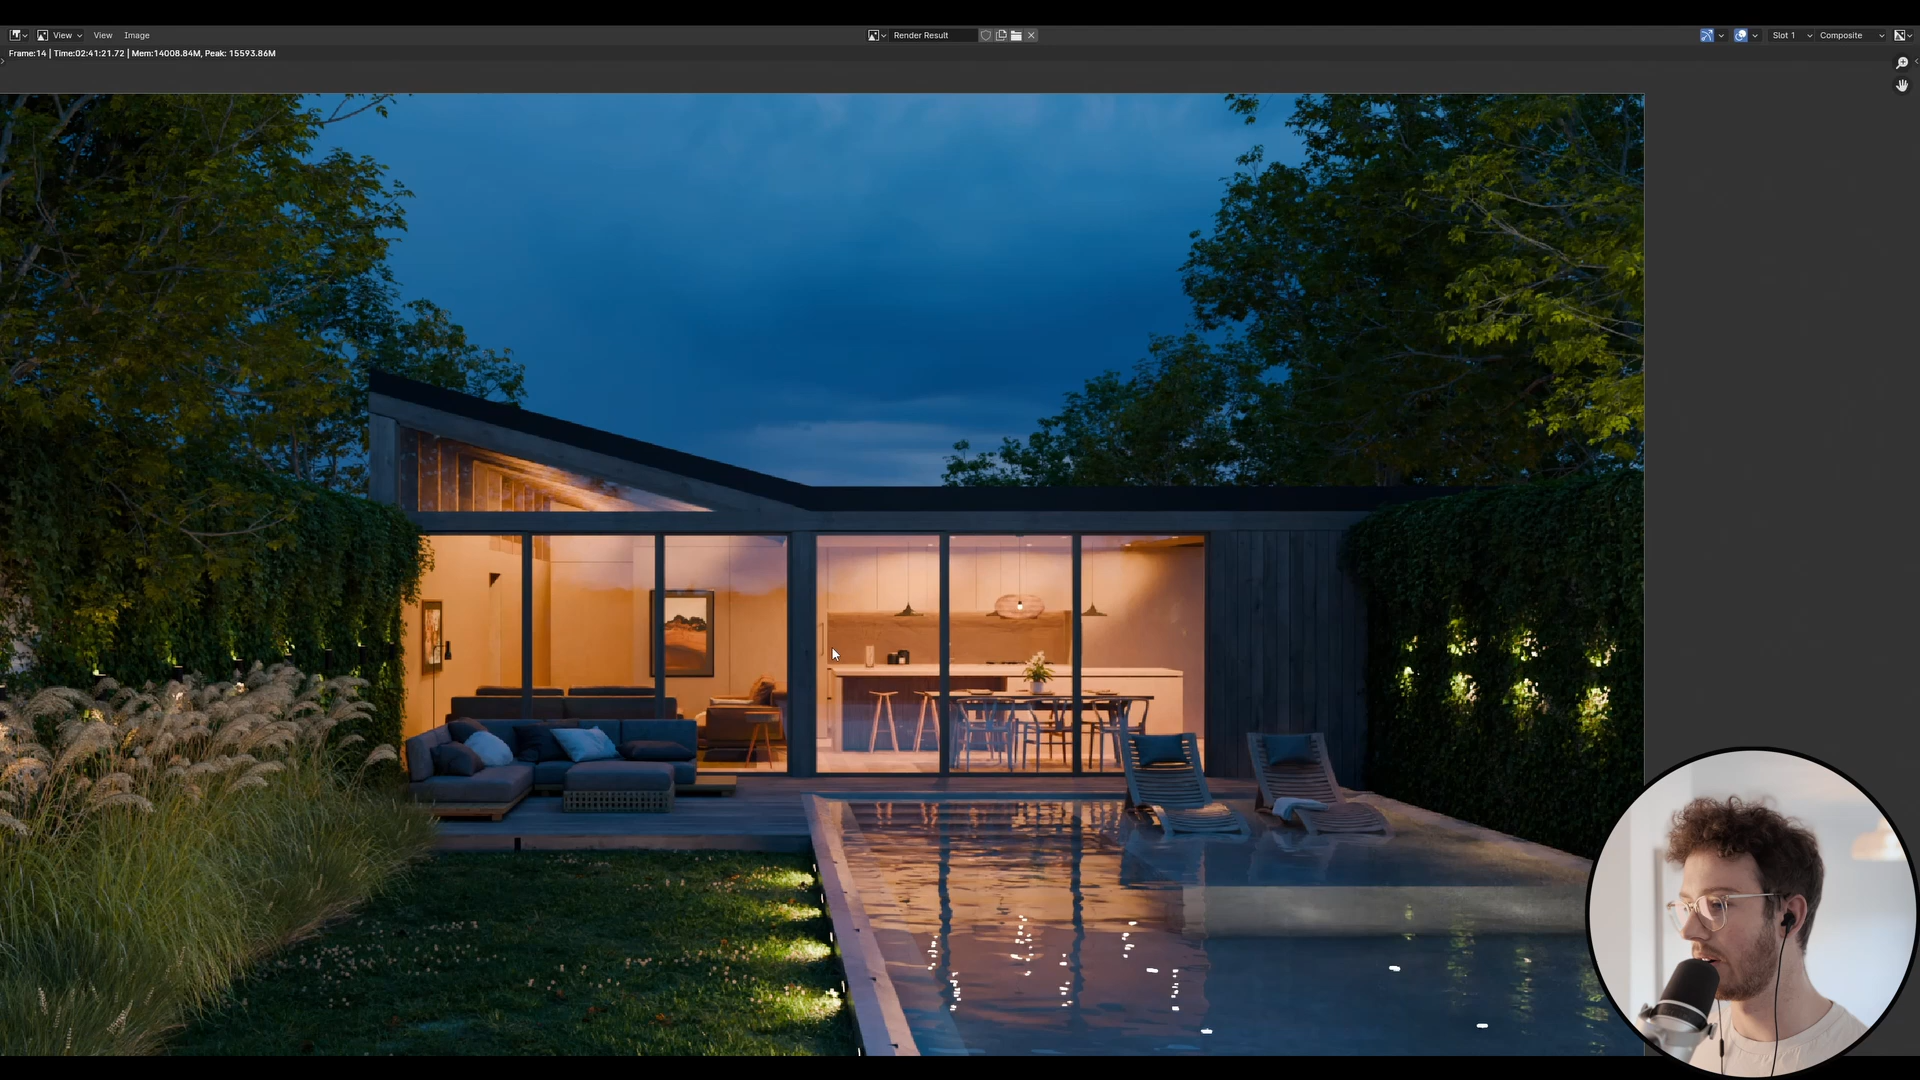 View View Image Render Result Slot 1 Composite
Frame:14 | Time:02:41:21.72 | Mem:14008.84M, Peak: 15593.86M